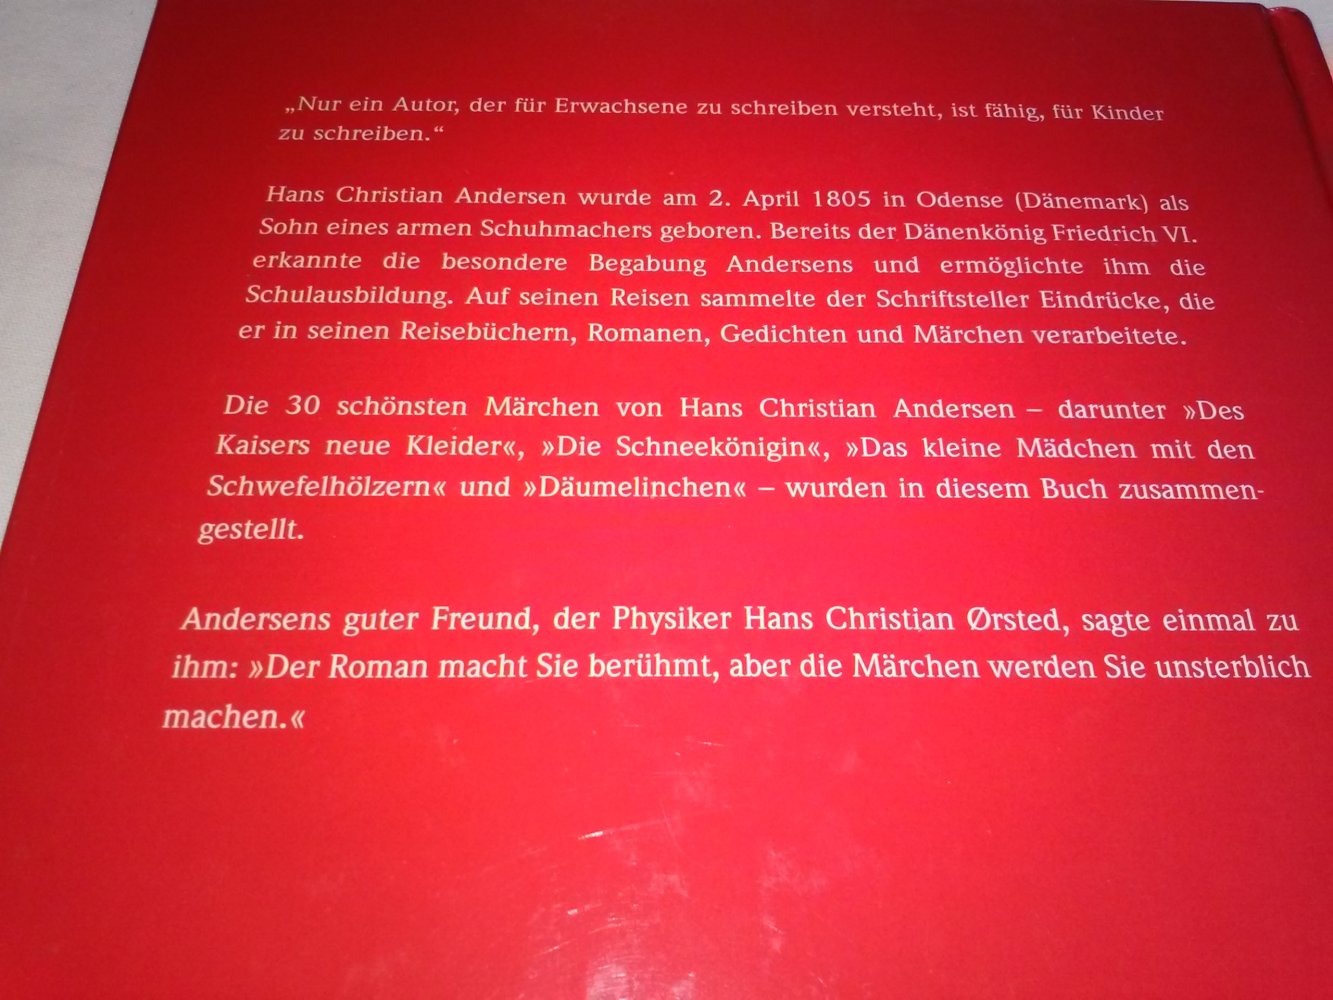 „Nur ein Autor, der für Erwachsene zu schreiben versteht, ist fähig, für Kinder
zu schreiben.“
Hans Christian Andersen wurde am 2. April 1805 in Odense (Dänemark) als
Sohn eines armen Schuhmachers geboren. Bereits der Dänenkönig Friedrich VI.
erkannte die besondere Begabung Andersens und ermöglichte ihm die
Schulausbildung. Auf seinen Reisen sammelte der Schriftsteller Eindrücke, die
er in seinen Reisebüchern, Romanen, Gedichten und Märchen verarbeitete.
Die 30 schönsten Märchen von Hans Christian Andersen – darunter »Des
Kaisers neue Kleider«, »Die Schneekönigin«, »Das kleine Mädchen mit den
Schwefelhölzern« und »Däumelinchen« – wurden in diesem Buch zusammen-
gestellt.
Andersens guter Freund, der Physiker Hans Christian Ørsted, sagte einmal zu
ihm: »Der Roman macht Sie berühmt, aber die Märchen werden Sie unsterblich
machen.«